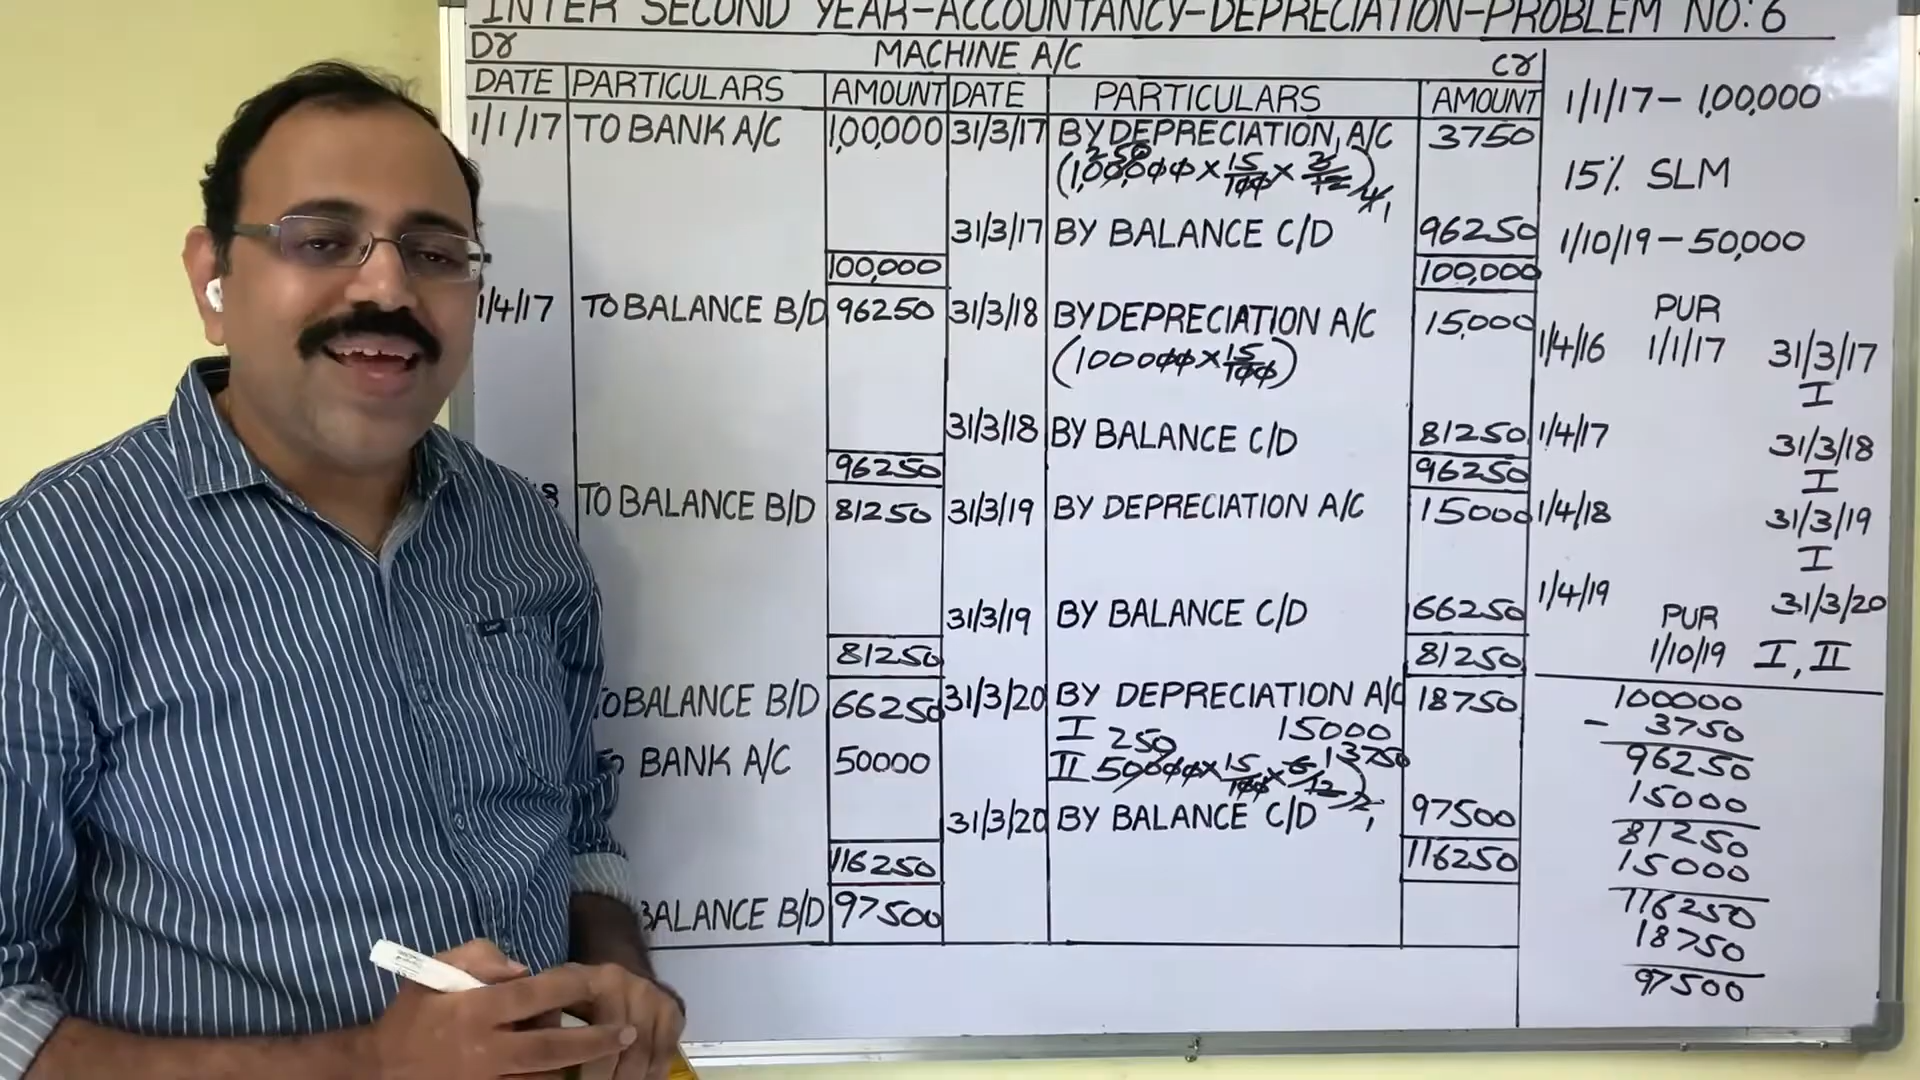 INTER SECOND YEAR-ACCOUNTANCY-DEPRECIATION-PROBLEM NO:6
Dr MACHINE A/C Cr
DATE PARTICULARS AMOUNT DATE PARTICULARS AMOUNT
1/1/17 TO BANK A/C 1,00,000 31/3/17 BY DEPRECIATION A/C 3750
(1,00,000 × 15/100 × 3/12)
250
4 1
31/3/17 BY BALANCE C/D 96250
100,000 100,000
1/4/17 TO BALANCE B/D 96250 31/3/18 BY DEPRECIATION A/C 15,000
(100000 × 15/100)
31/3/18 BY BALANCE C/D 81250
96250 96250
8 TO BALANCE B/D 81250 31/3/19 BY DEPRECIATION A/C 15000
31/3/19 BY BALANCE C/D 66250
81250 81250
TO BALANCE B/D 66250 31/3/20 BY DEPRECIATION A/C 18750
I 15000
250
TO BANK A/C 50000 II 50000 × 15/100 × 6/12) 3750
31/3/20 BY BALANCE C/D 97500
116250 116250
BALANCE B/D 97500
1/1/17 - 1,00,000
15% SLM
1/10/19 - 50,000
PUR
1/4/16 1/1/17 31/3/17
I
1/4/17 31/3/18
I
1/4/18 31/3/19
I
1/4/19 31/3/20
PUR
1/10/19 I, II
100000
- 3750
96250
15000
81250
15000
116250
18750
97500